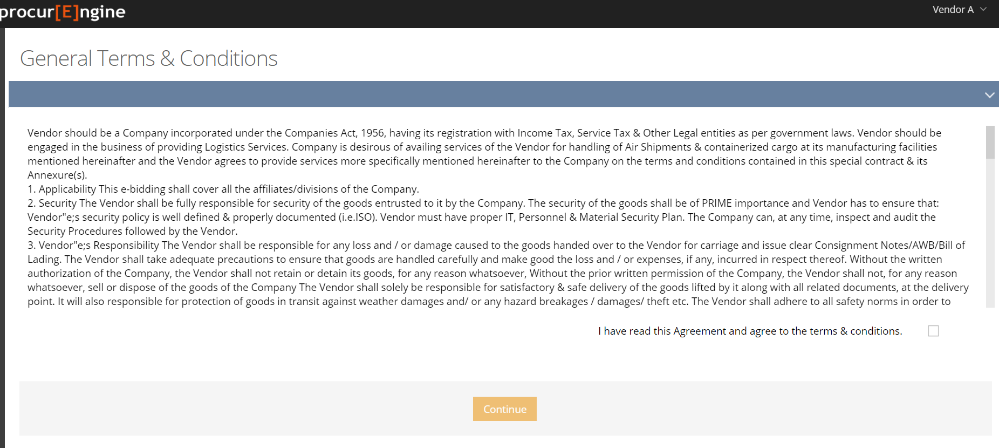 procur[E]ngine
Vendor A
General Terms & Conditions
Vendor should be a Company incorporated under the Companies Act, 1956, having its registration with Income Tax, Service Tax & Other Legal entities as per government laws. Vendor should be
engaged in the business of providing Logistics Services. Company is desirous of availing services of the Vendor for handling of Air Shipments & containerized cargo at its manufacturing facilities
mentioned hereinafter and the Vendor agrees to provide services more specifically mentioned hereinafter to the Company on the terms and conditions contained in this special contract & its
Annexure(s).
1. Applicability This e-bidding shall cover all the affiliates/divisions of the Company.
2. Security The Vendor shall be fully responsible for security of the goods entrusted to it by the Company. The security of the goods shall be of PRIME importance and Vendor has to ensure that:
Vendor"e;s security policy is well defined & properly documented (i.e.ISO). Vendor must have proper IT, Personnel & Material Security Plan. The Company can, at any time, inspect and audit the
Security Procedures followed by the Vendor.
3. Vendor"e;s Responsibility The Vendor shall be responsible for any loss and / or damage caused to the goods handed over to the Vendor for carriage and issue clear Consignment Notes/AWB/Bill of
Lading. The Vendor shall take adequate precautions to ensure that goods are handled carefully and make good the loss and / or expenses, if any, incurred in respect thereof. Without the written
authorization of the Company, the Vendor shall not retain or detain its goods, for any reason whatsoever, Without the prior written permission of the Company, the Vendor shall not, for any reason
whatsoever, sell or dispose of the goods of the Company The Vendor shall solely be responsible for satisfactory & safe delivery of the goods lifted by it along with all related documents, at the delivery
point. It will also responsible for protection of goods in transit against weather damages and/ or any hazard breakages / damages/ theft etc. The Vendor shall adhere to all safety norms in order to
I have read this Agreement and agree to the terms & conditions.
Continue